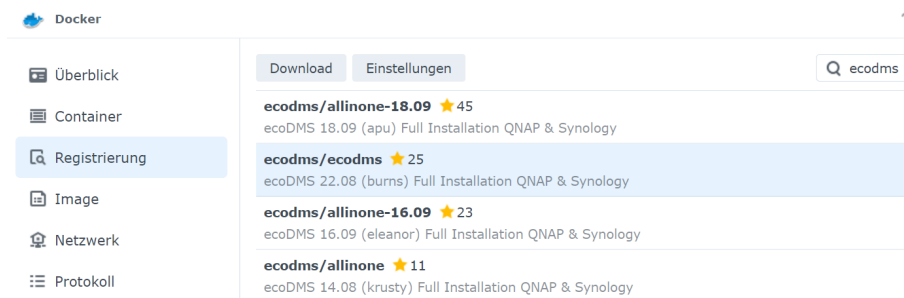 Docker
Überblick
Container
Registrierung
Image
Netzwerk
Protokoll
Download Einstellungen ecodms
ecodms/allinone-18.09 45
ecoDMS 18.09 (apu) Full Installation QNAP & Synology
ecodms/ecodms 25
ecoDMS 22.08 (burns) Full Installation QNAP & Synology
ecodms/allinone-16.09 23
ecoDMS 16.09 (eleanor) Full Installation QNAP & Synology
ecodms/allinone 11
ecoDMS 14.08 (krusty) Full Installation QNAP & Synology